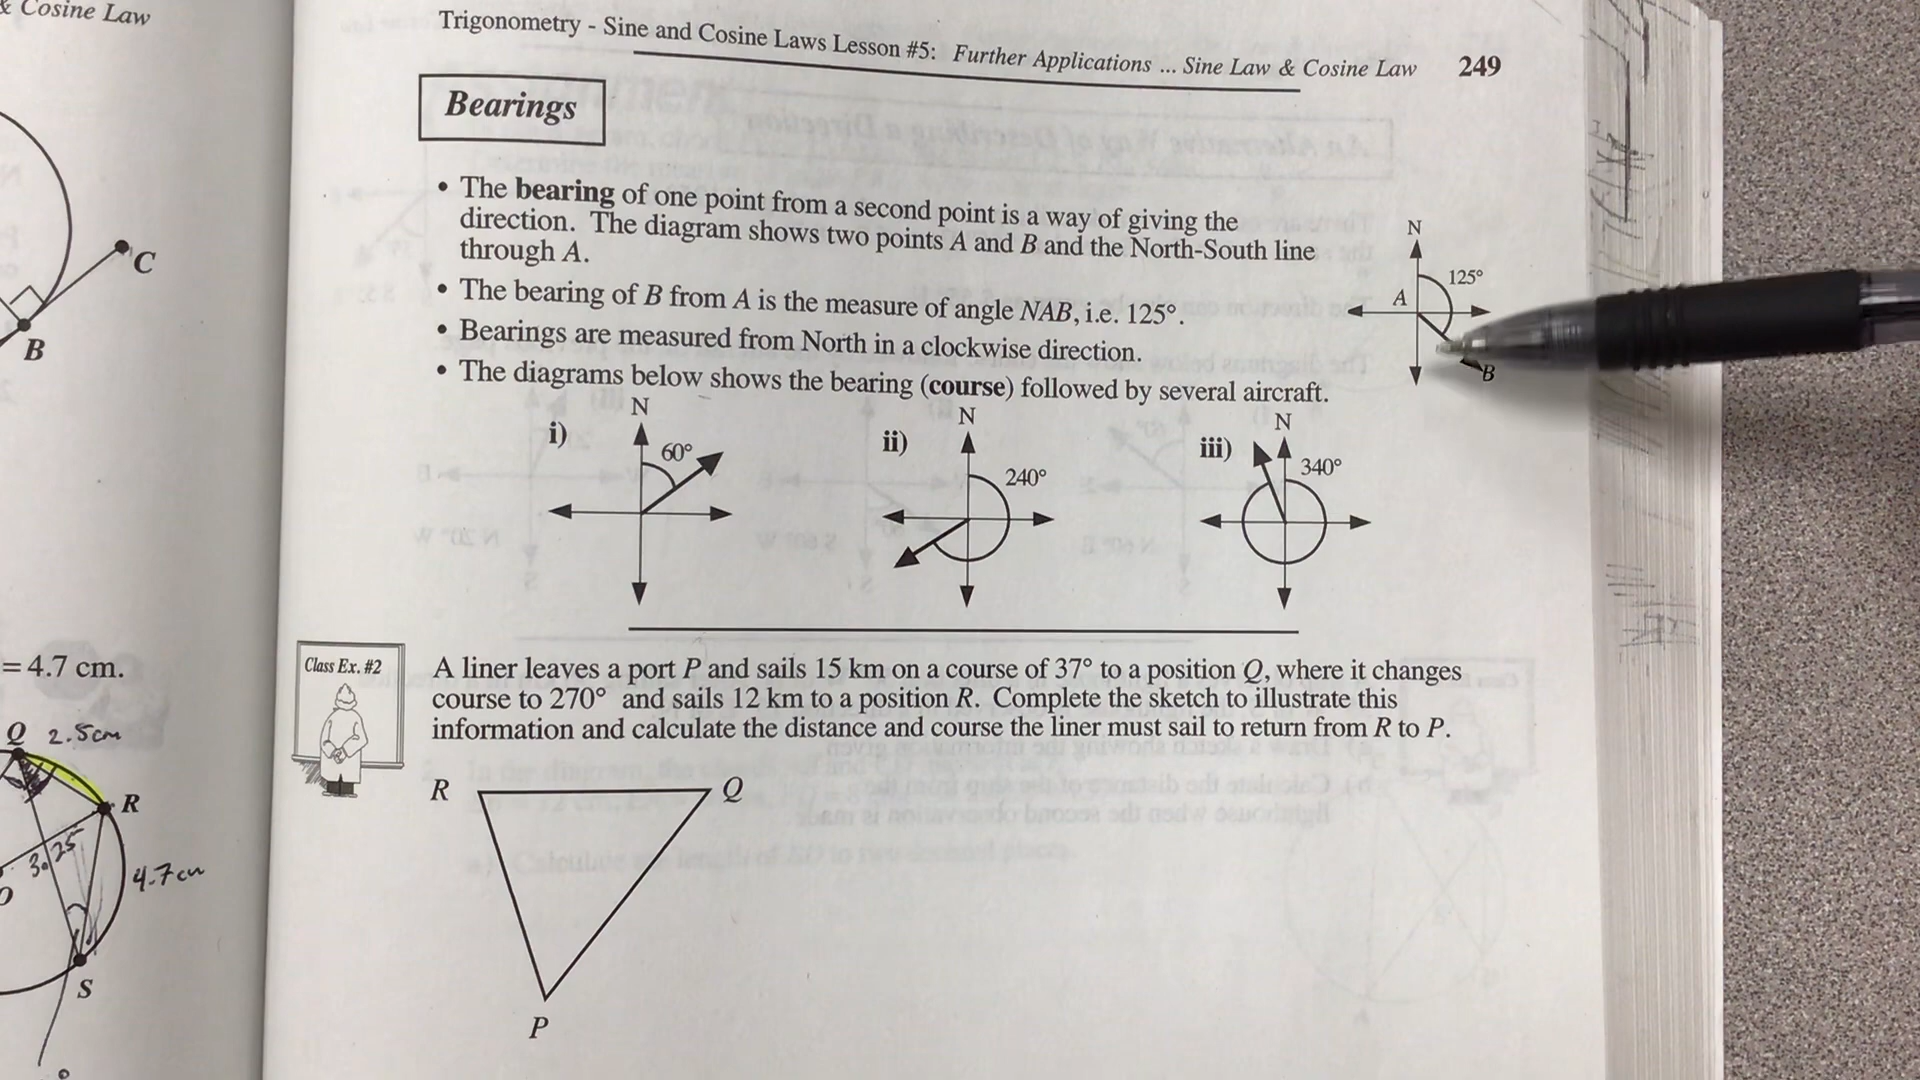 & Cosine Law
C
B
= 4.7 cm.
Q 2.5cm
R
3.25
4.7cm
S
Trigonometry - Sine and Cosine Laws Lesson #5: Further Applications ... Sine Law & Cosine Law 249
Bearings
• The bearing of one point from a second point is a way of giving the
direction. The diagram shows two points A and B and the North-South line
through A.
• The bearing of B from A is the measure of angle NAB, i.e. 125°.
• Bearings are measured from North in a clockwise direction.
• The diagrams below shows the bearing (course) followed by several aircraft.
N
125°
A
B
i) N 60°
ii) N 240°
iii) N 340°
Class Ex. #2
A liner leaves a port P and sails 15 km on a course of 37° to a position Q, where it changes
course to 270° and sails 12 km to a position R. Complete the sketch to illustrate this
information and calculate the distance and course the liner must sail to return from R to P.
R Q
P